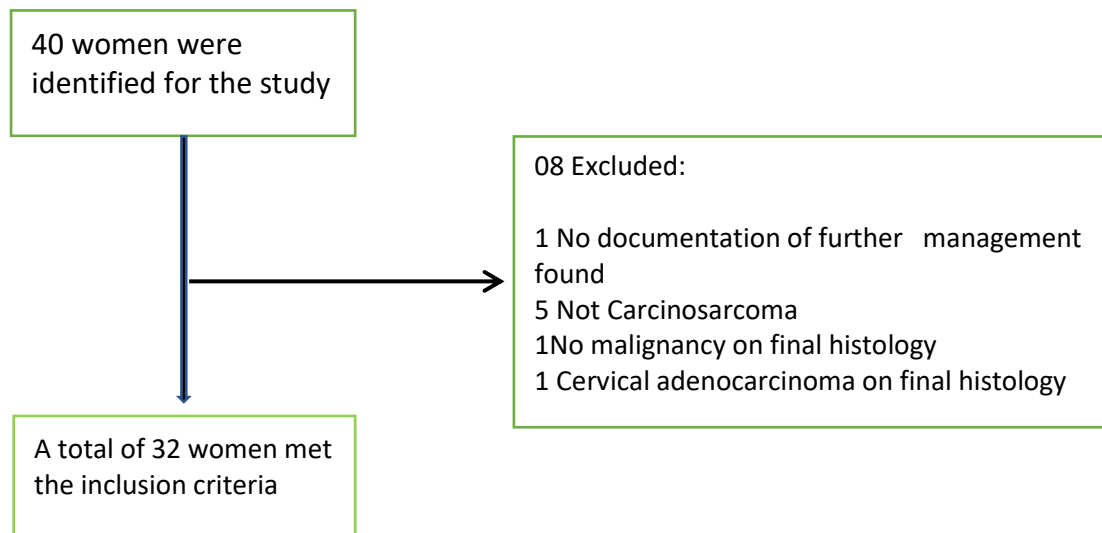 40 women were
identified for the study
08 Excluded:
1 No documentation of further management
found
5 Not Carcinosarcoma
1No malignancy on final histology
1 Cervical adenocarcinoma on final histology
A total of 32 women met
the inclusion criteria